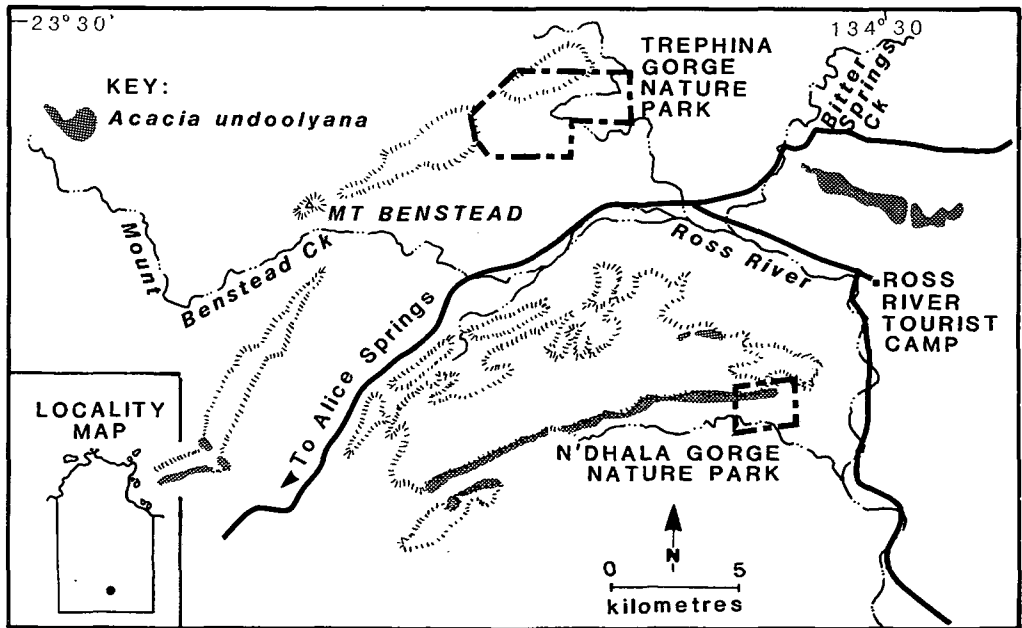 23°30'
134°30
TREPHINA
GORGE
NATURE
PARK
Bitter
Springs
Ck
KEY:
Acacia undoolyana
MT BENSTEAD
Mount
Benstead Ck
Ross River
ROSS
RIVER
TOURIST
CAMP
To Alice Springs
LOCALITY
MAP
N'DHALA GORGE
NATURE PARK
N
0 5
kilometres